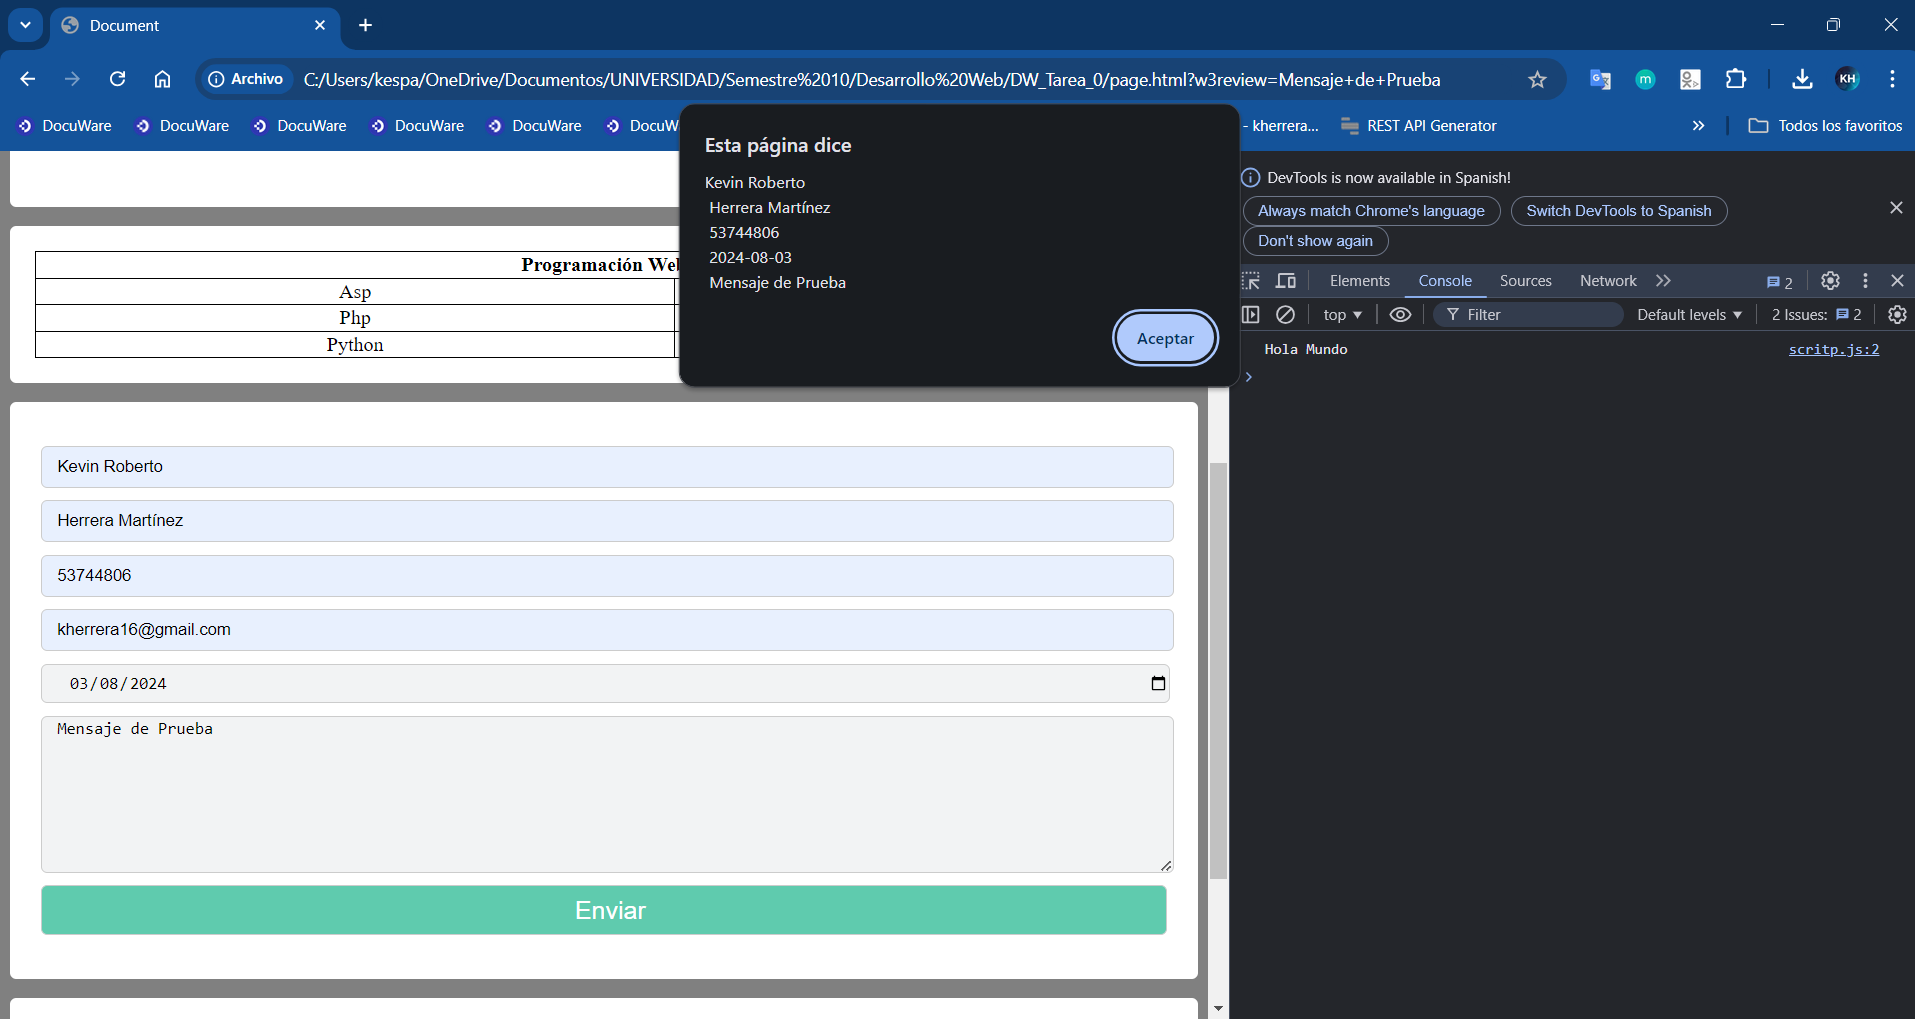 Document
Archivo C:/Users/kespa/OneDrive/Documentos/UNIVERSIDAD/Semestre%2010/Desarrollo%20Web/DW_Tarea_0/page.html?w3review=Mensaje+de+Prueba
KH
DocuWare DocuWare DocuWare DocuWare DocuWare DocuW - kherrera... REST API Generator Todos los favoritos
Esta página dice
Kevin Roberto
Herrera Martínez
53744806
2024-08-03
Mensaje de Prueba
Aceptar
Programación Web
Asp
Php
Python
Kevin Roberto
Herrera Martínez
53744806
kherrera16@gmail.com
03/08/2024
Mensaje de Prueba
Enviar
DevTools is now available in Spanish!
Always match Chrome's language Switch DevTools to Spanish
Don't show again
Elements Console Sources Network 2
top Filter Default levels 2 Issues: 2
Hola Mundo scritp.js:2